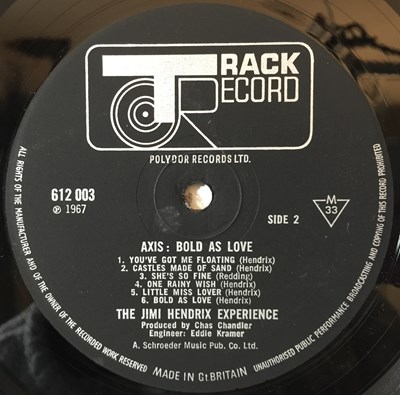 TRACK
RECORD
POLYDOR RECORDS LTD.
612 003
℗ 1967
SIDE 2
M
33
AXIS: BOLD AS LOVE
1. YOU'VE GOT ME FLOATING (Hendrix)
2. CASTLES MADE OF SAND (Hendrix)
3. SHE'S SO FINE (Redding)
4. ONE RAINY WISH (Hendrix)
5. LITTLE MISS LOVER (Hendrix)
6. BOLD AS LOVE (Hendrix)
THE JIMI HENDRIX EXPERIENCE
Produced by Chas Chandler
Engineer: Eddie Kramer
A. Schroeder Music Pub. Co. Ltd.
ALL RIGHTS OF THE MANUFACTURER AND OF THE OWNER OF THE RECORDED WORK RESERVED
UNAUTHORISED PUBLIC PERFORMANCE BROADCASTING AND COPYING OF THIS RECORD PROHIBITED
MADE IN Gt.BRITAIN